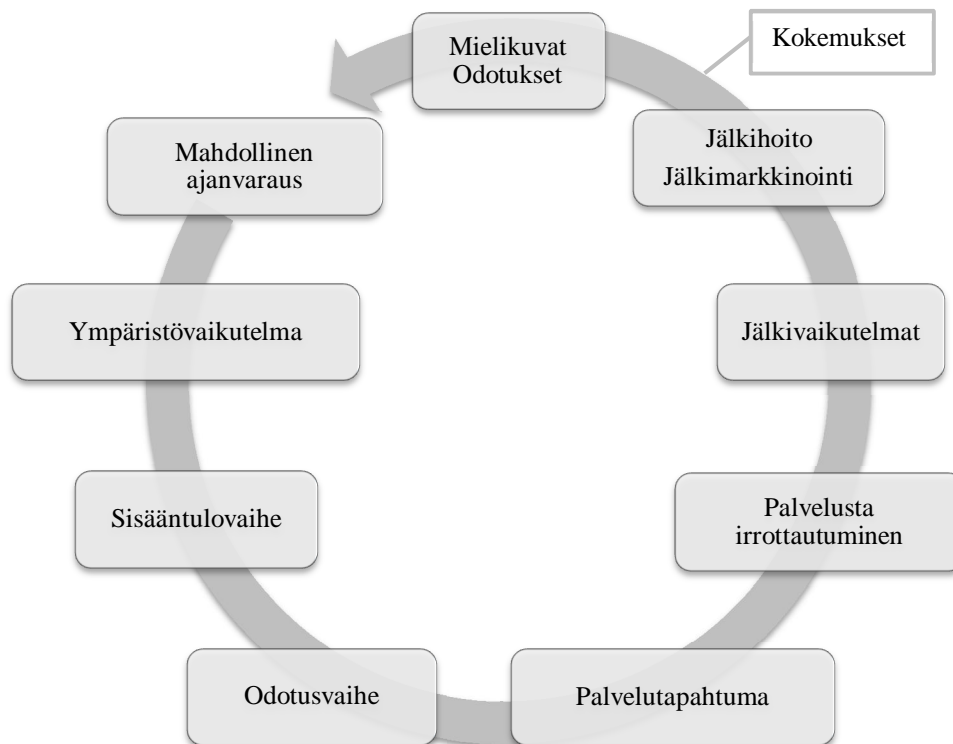 Mielikuvat
Odotukset
Kokemukset
Jälkihoito
Jälkimarkkinointi
Mahdollinen
ajanvaraus
Ympäristövaikutelma
Jälkivaikutelmat
Sisääntulovaihe
Palvelusta
irrottautuminen
Odotusvaihe
Palvelutapahtuma